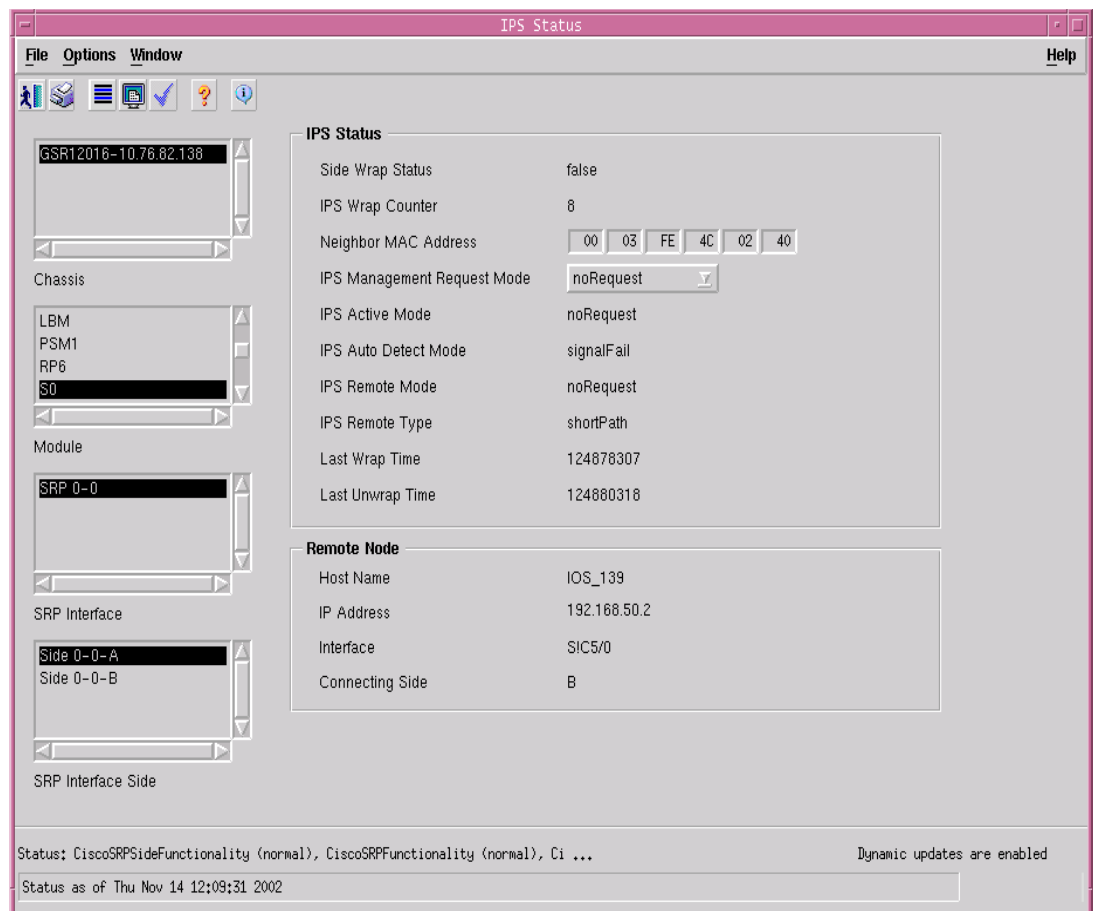 IPS Status
File Options Window Help
GSR12016-10.76.82.138
Chassis
LBM
PSM1
RP6
S0
Module
SRP 0-0
SRP Interface
Side 0-0-A
Side 0-0-B
SRP Interface Side
IPS Status
Side Wrap Status false
IPS Wrap Counter 8
Neighbor MAC Address 00 03 FE 4C 02 40
IPS Management Request Mode noRequest
IPS Active Mode noRequest
IPS Auto Detect Mode signalFail
IPS Remote Mode noRequest
IPS Remote Type shortPath
Last Wrap Time 124878307
Last Unwrap Time 124880318
Remote Node
Host Name IOS_139
IP Address 192.168.50.2
Interface S!C5/0
Connecting Side B
Status: CiscoSRPSideFunctionality (normal), CiscoSRPFunctionality (normal), Ci ... Dynamic updates are enabled
Status as of Thu Nov 14 12:09:31 2002